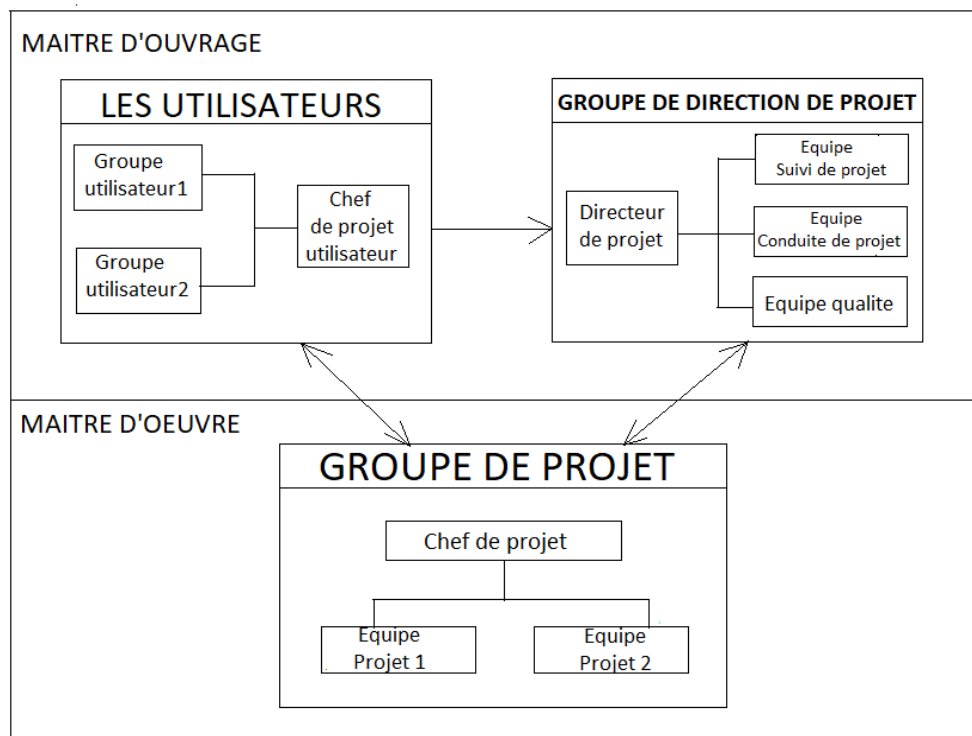 MAITRE D'OUVRAGE
LES UTILISATEURS
Groupe
utilisateur1
Groupe
utilisateur2
Chef
de projet
utilisateur
GROUPE DE DIRECTION DE PROJET
Directeur
de projet
Equipe
Suivi de projet
Equipe
Conduite de projet
Equipe qualite
MAITRE D'OEUVRE
GROUPE DE PROJET
Chef de projet
Equipe
Projet 1
Equipe
Projet 2